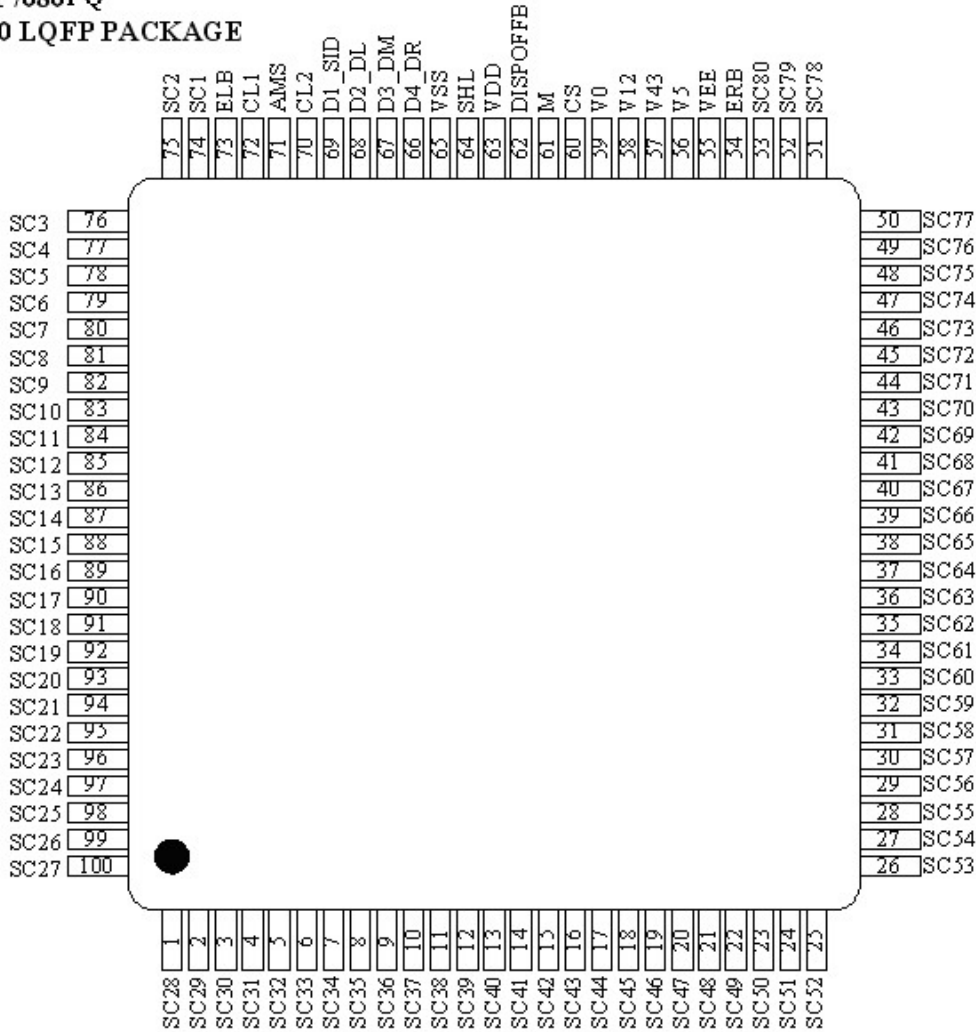 0 LQFP PACKAGE
SC2 SC1 ELB CL1 AMS CL2 D1_SID D2_DL D3_DM D4_DR VSS SHL VDD DISPOFFB M CS V0 V12 V43 V5 VEE ERB SC80 SC79 SC78
75 74 73 72 71 70 69 68 67 66 65 64 63 62 61 60 59 58 57 56 55 54 53 52 51
SC3 76 50 SC77
SC4 77 49 SC76
SC5 78 48 SC75
SC6 79 47 SC74
SC7 80 46 SC73
SC8 81 45 SC72
SC9 82 44 SC71
SC10 83 43 SC70
SC11 84 42 SC69
SC12 85 41 SC68
SC13 86 40 SC67
SC14 87 39 SC66
SC15 88 38 SC65
SC16 89 37 SC64
SC17 90 36 SC63
SC18 91 35 SC62
SC19 92 34 SC61
SC20 93 33 SC60
SC21 94 32 SC59
SC22 95 31 SC58
SC23 96 30 SC57
SC24 97 29 SC56
SC25 98 28 SC55
SC26 99 27 SC54
SC27 100 26 SC53
1 2 3 4 5 6 7 8 9 10 11 12 13 14 15 16 17 18 19 20 21 22 23 24 25
SC28 SC29 SC30 SC31 SC32 SC33 SC34 SC35 SC36 SC37 SC38 SC39 SC40 SC41 SC42 SC43 SC44 SC45 SC46 SC47 SC48 SC49 SC50 SC51 SC52